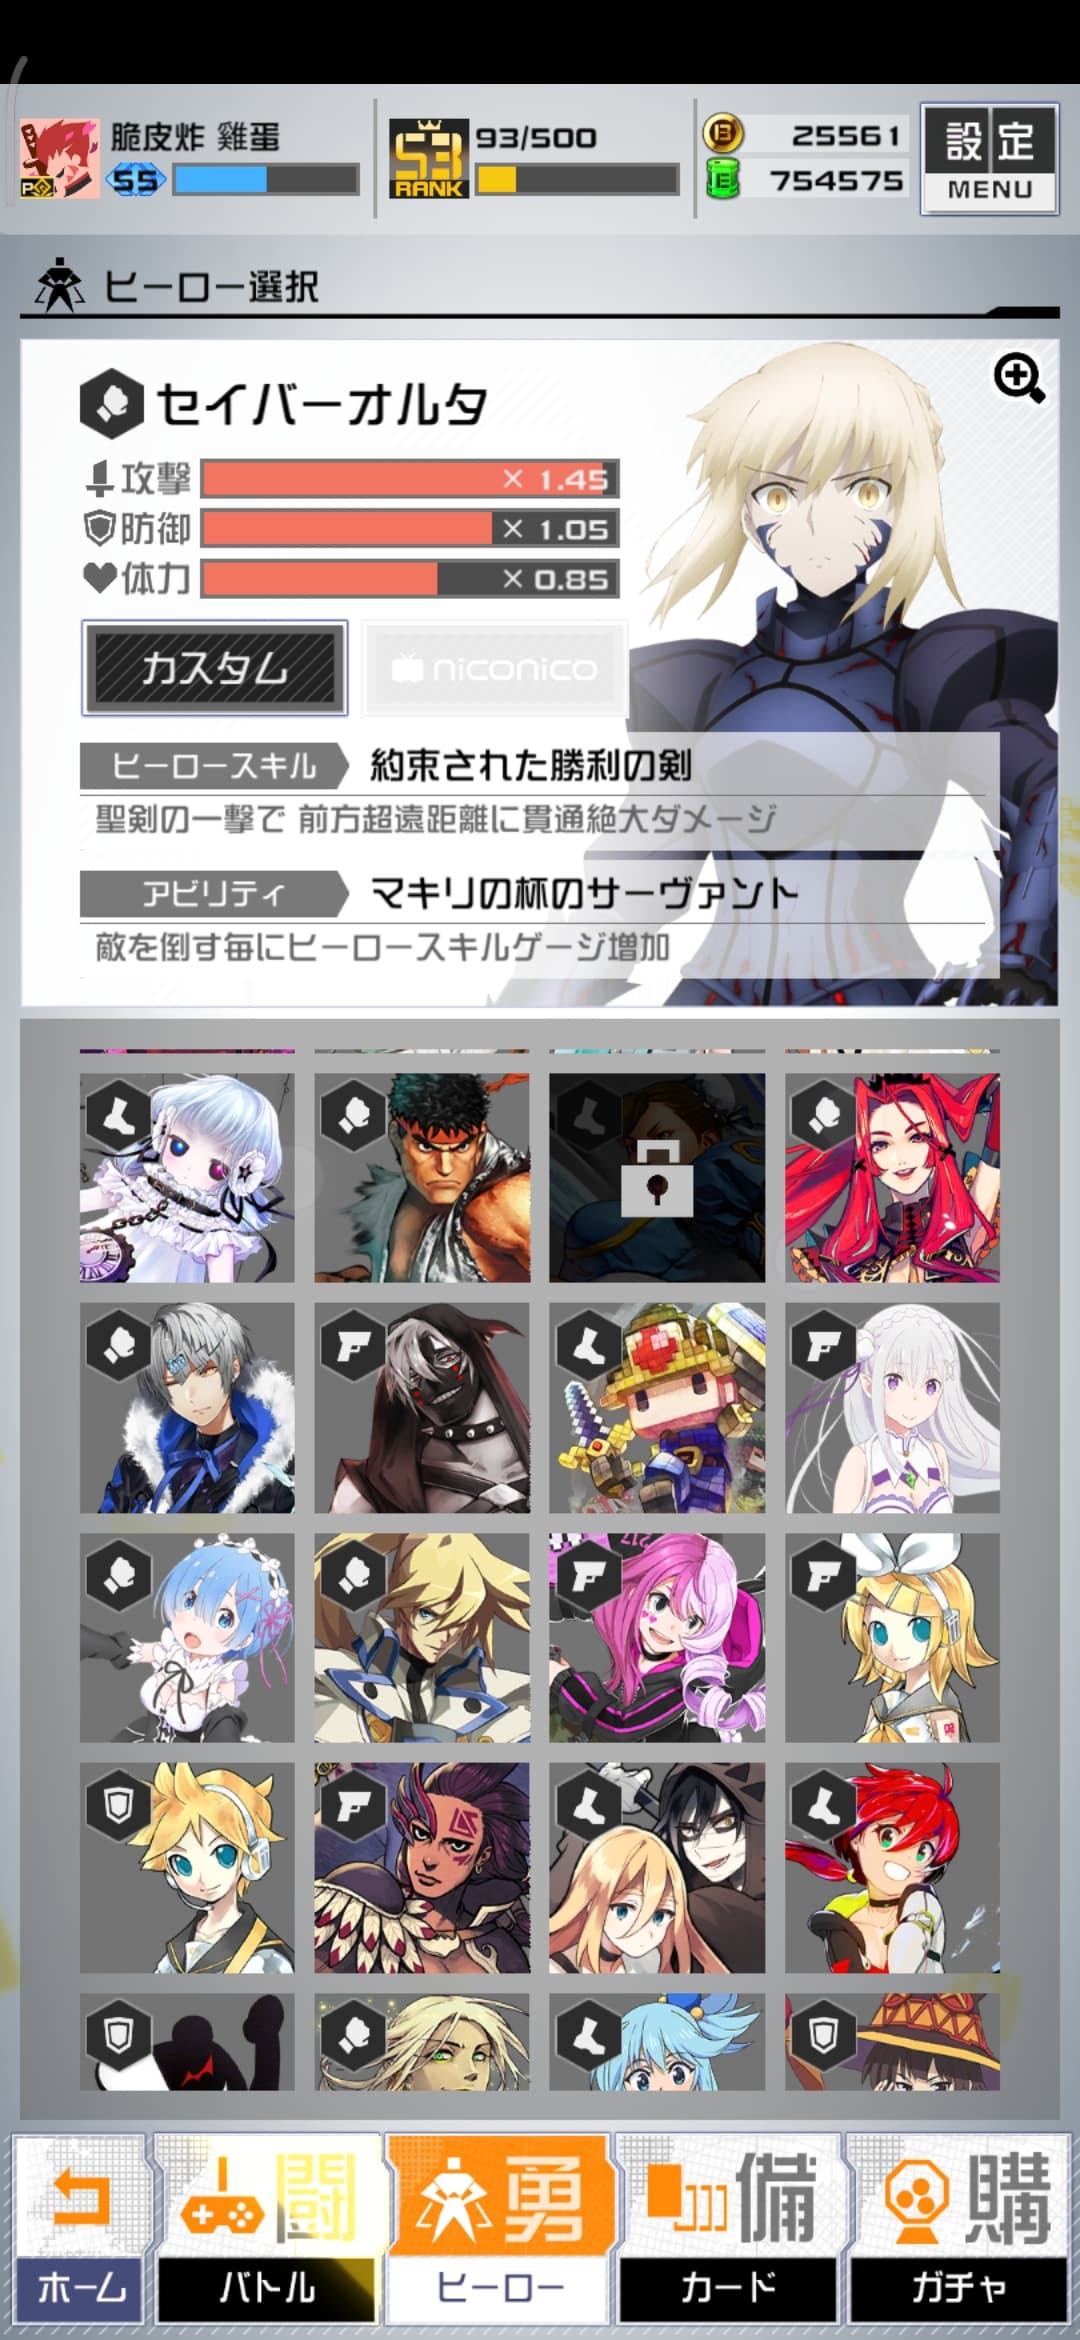 脆皮炸 雞蛋
55
S3
RANK
93/500
25561
754575
設定
MENU
ヒーロー選択
セイバーオルタ
攻撃 × 1.45
防御 × 1.05
体力 × 0.85
カスタム
niconico
ヒーロースキル 約束された勝利の剣
聖剣の一撃で 前方超遠距離に貫通絶大ダメージ
アビリティ マキリの杯のサーヴァント
敵を倒す毎にヒーロースキルゲージ増加
闘
勇
備
購
ホーム
バトル
ヒーロー
カード
ガチャ